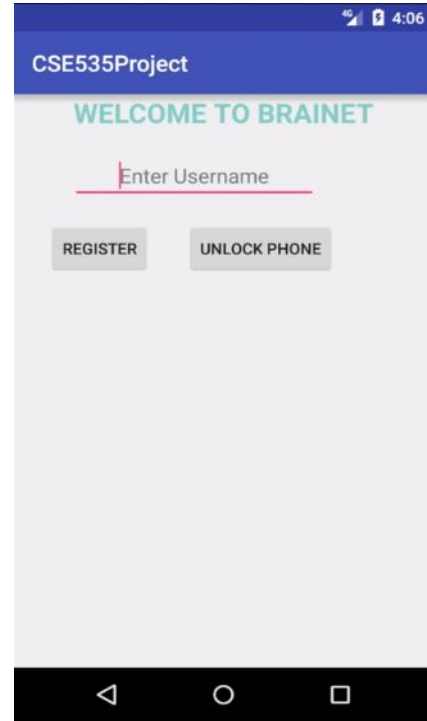 4G 4:06
CSE535Project
WELCOME TO BRAINET
Enter Username
REGISTER UNLOCK PHONE